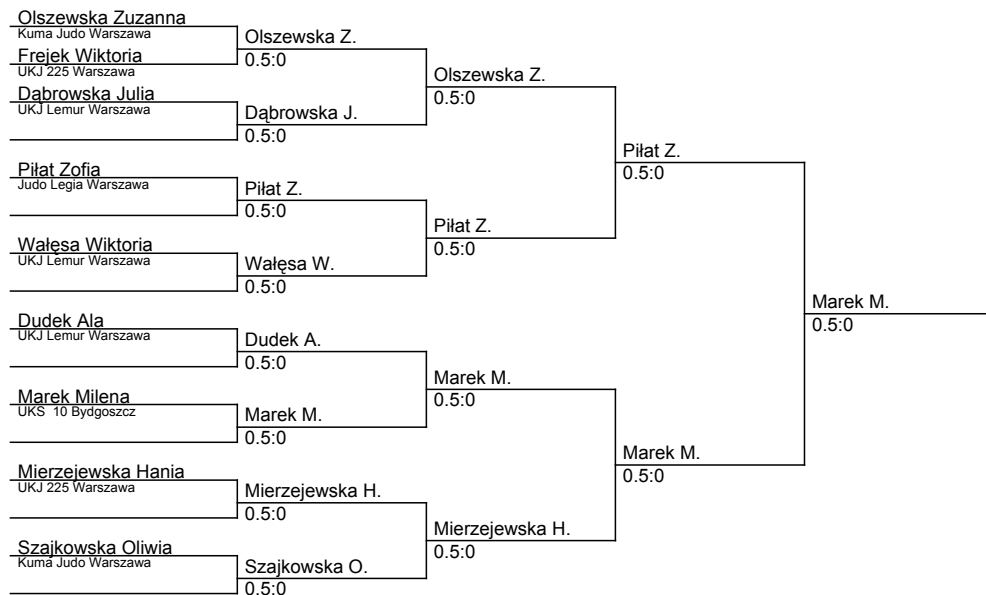 Olszewska Zuzanna
Kuma Judo Warszawa
Frejek Wiktoria
UKJ 225 Warszawa
Dąbrowska Julia
UKJ Lemur Warszawa
Piłat Zofia
Judo Legia Warszawa
Wałęsa Wiktoria
UKJ Lemur Warszawa
Dudek Ala
UKJ Lemur Warszawa
Marek Milena
UKS 10 Bydgoszcz
Mierzejewska Hania
UKJ 225 Warszawa
Szajkowska Oliwia
Kuma Judo Warszawa
Olszewska Z.
0.5:0
Dąbrowska J.
0.5:0
Piłat Z.
0.5:0
Wałęsa W.
0.5:0
Dudek A.
0.5:0
Marek M.
0.5:0
Mierzejewska H.
0.5:0
Szajkowska O.
0.5:0
Olszewska Z.
0.5:0
Piłat Z.
0.5:0
Marek M.
0.5:0
Mierzejewska H.
0.5:0
Piłat Z.
0.5:0
Marek M.
0.5:0
Marek M.
0.5:0